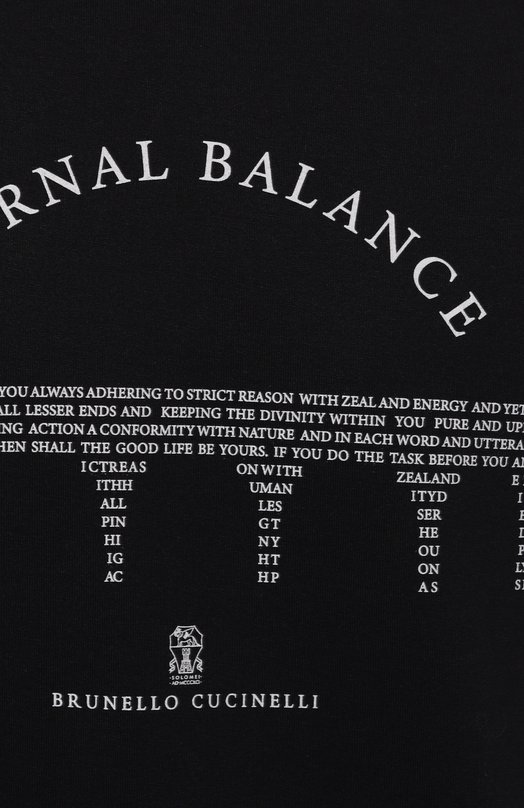 RNAL BALANCE
YOU ALWAYS ADHERING TO STRICT REASON WITH ZEAL AND ENERGY AND YET
ALL LESSER ENDS AND KEEPING THE DIVINITY WITHIN YOU PURE AND UP
ING ACTION A CONFORMITY WITH NATURE AND IN EACH WORD AND UTTERA
HEN SHALL THE GOOD LIFE BE YOURS. IF YOU DO THE TASK BEFORE YOU A
ICTREAS ON WITH ZEALAND E
ITHH UMAN ITYD I
ALL LES SER
PIN GT HE
HI NY OU
IG HT ON
AC HP AS
·SOLOMEI·
BRUNELLO CUCINELLI